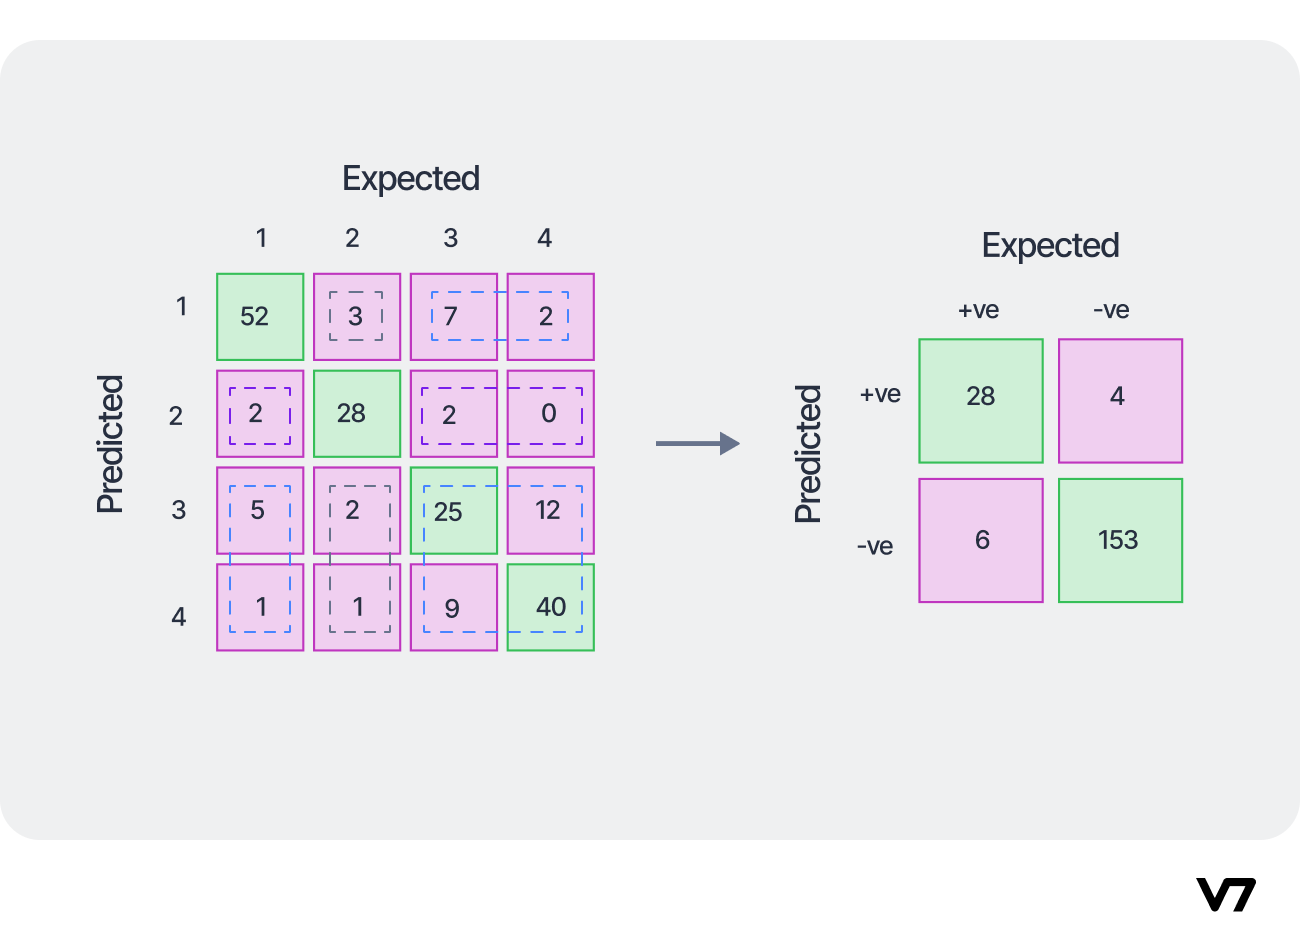 Expected
1 2 3 4
1 52 3 7 2
2 2 28 2 0
3 5 2 25 12
4 1 1 9 40
Predicted
Expected
+ve -ve
+ve 28 4
-ve 6 153
Predicted
V7